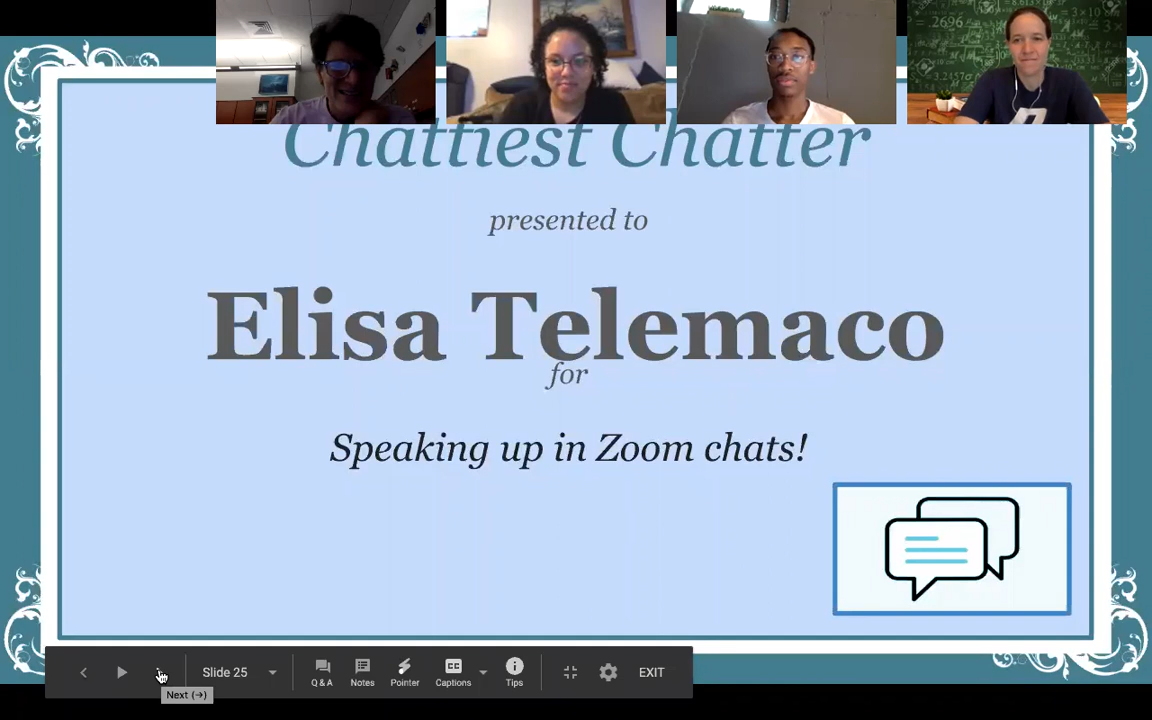 Chattiest Chatter
presented to
Elisa Telemaco
for
Speaking up in Zoom chats!
Slide 25
Q & A
Notes
Pointer
CC
Captions
Tips
EXIT
Next (→)